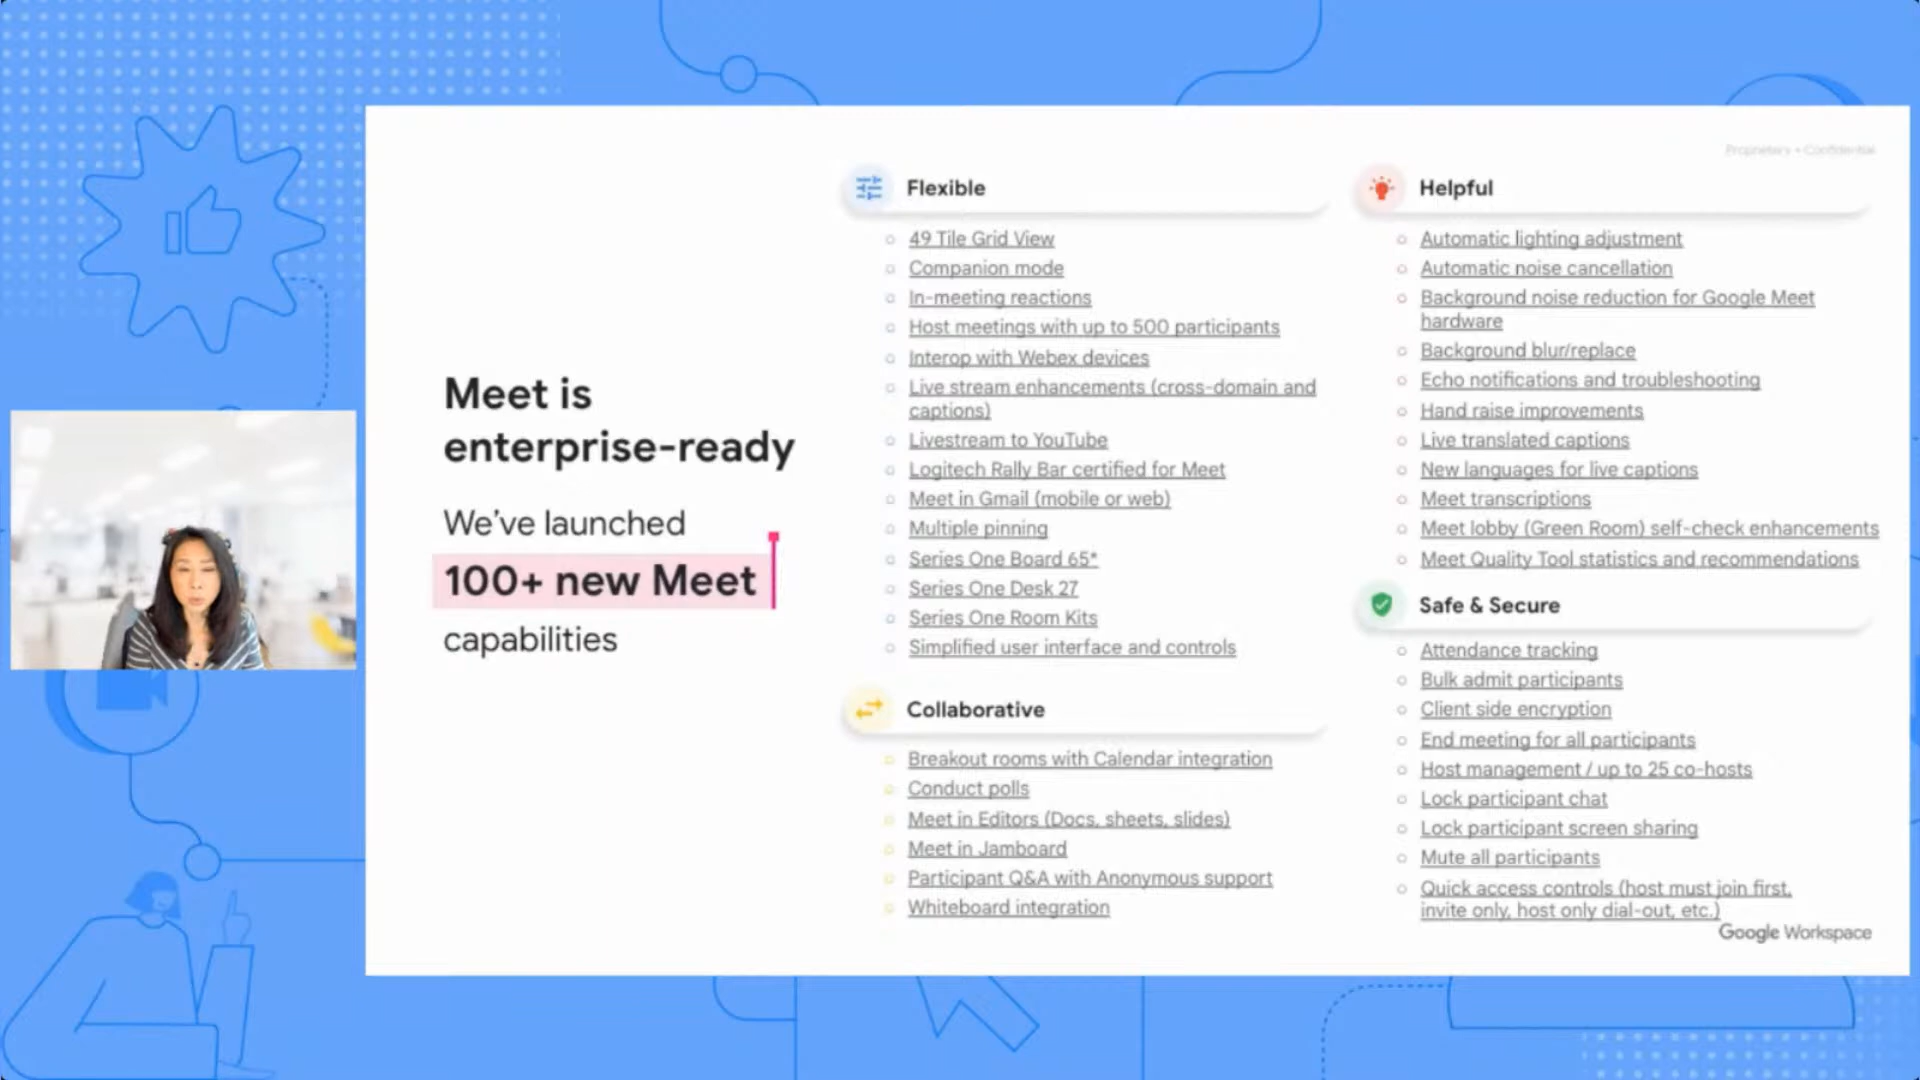 Proprietary + Confidential
Meet is
enterprise-ready
We've launched
100+ new Meet
capabilities
Flexible
49 Tile Grid View
Companion mode
In-meeting reactions
Host meetings with up to 500 participants
Interop with Webex devices
Live stream enhancements (cross-domain and
captions)
Livestream to YouTube
Logitech Rally Bar certified for Meet
Meet in Gmail (mobile or web)
Multiple pinning
Series One Board 65*
Series One Desk 27
Series One Room Kits
Simplified user interface and controls
Collaborative
Breakout rooms with Calendar integration
Conduct polls
Meet in Editors (Docs, sheets, slides)
Meet in Jamboard
Participant Q&A with Anonymous support
Whiteboard integration
Helpful
Automatic lighting adjustment
Automatic noise cancellation
Background noise reduction for Google Meet
hardware
Background blur/replace
Echo notifications and troubleshooting
Hand raise improvements
Live translated captions
New languages for live captions
Meet transcriptions
Meet lobby (Green Room) self-check enhancements
Meet Quality Tool statistics and recommendations
Safe & Secure
Attendance tracking
Bulk admit participants
Client side encryption
End meeting for all participants
Host management / up to 25 co-hosts
Lock participant chat
Lock participant screen sharing
Mute all participants
Quick access controls (host must join first,
invite only, host only dial-out, etc.)
Google Workspace